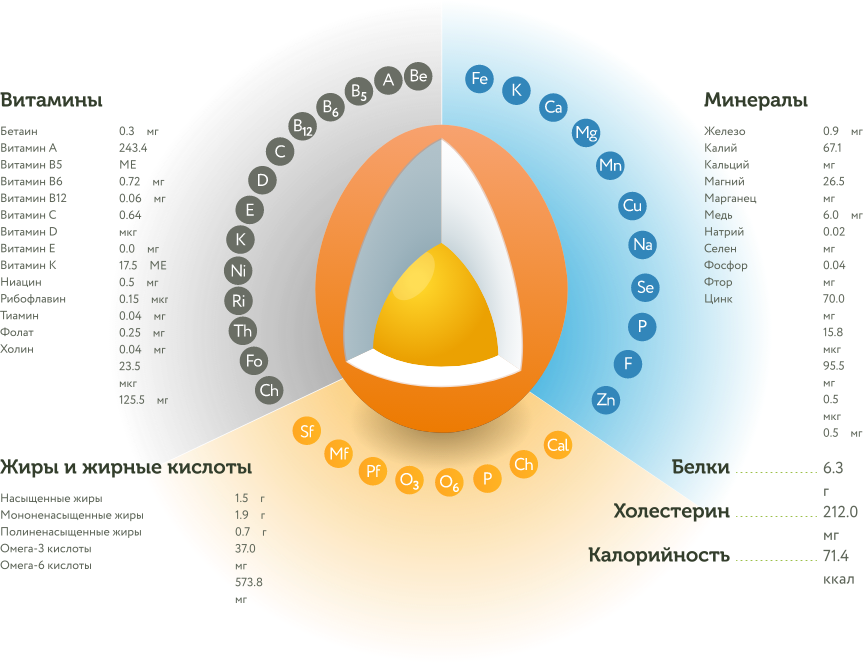 Витамины
Бетаин
Витамин А
Витамин B5
Витамин B6
Витамин B12
Витамин C
Витамин D
Витамин E
Витамин K
Ниацин
Рибофлавин
Тиамин
Фолат
Холин
0.3 мг
243.4
МЕ
0.72 мг
0.06 мг
0.64
мкг
0.0 мг
17.5 МЕ
0.5 мг
0.15 мкг
0.04 мг
0.25 мг
0.04 мг
23.5
мкг
125.5 мг
Be
A
B5
B6
B12
C
D
E
K
Ni
Ri
Th
Fo
Ch
Fe
K
Ca
Mg
Mn
Cu
Na
Se
P
F
Zn
Минералы
Железо
Калий
Кальций
Магний
Марганец
Медь
Натрий
Селен
Фосфор
Фтор
Цинк
0.9 мг
67.1
мг
26.5
мг
6.0 мг
0.02
мг
0.04
мг
70.0
мг
15.8
мкг
95.5
мг
0.5
мкг
0.5 мг
Sf
Mf
Pf
O3
O6
P
Ch
Cal
Жиры и жирные кислоты
Насыщенные жиры
Мононенасыщенные жиры
Полиненасыщенные жиры
Омега-3 кислоты
Омега-6 кислоты
1.5 г
1.9 г
0.7 г
37.0
мг
573.8
мг
Белки 6.3
г
Холестерин 212.0
мг
Калорийность 71.4
ккал